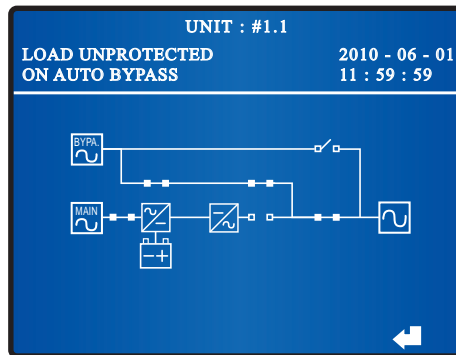 UNIT : #1.1
LOAD UNPROTECTED 2010 - 06 - 01
ON AUTO BYPASS 11 : 59 : 59
BYPA.
MAIN